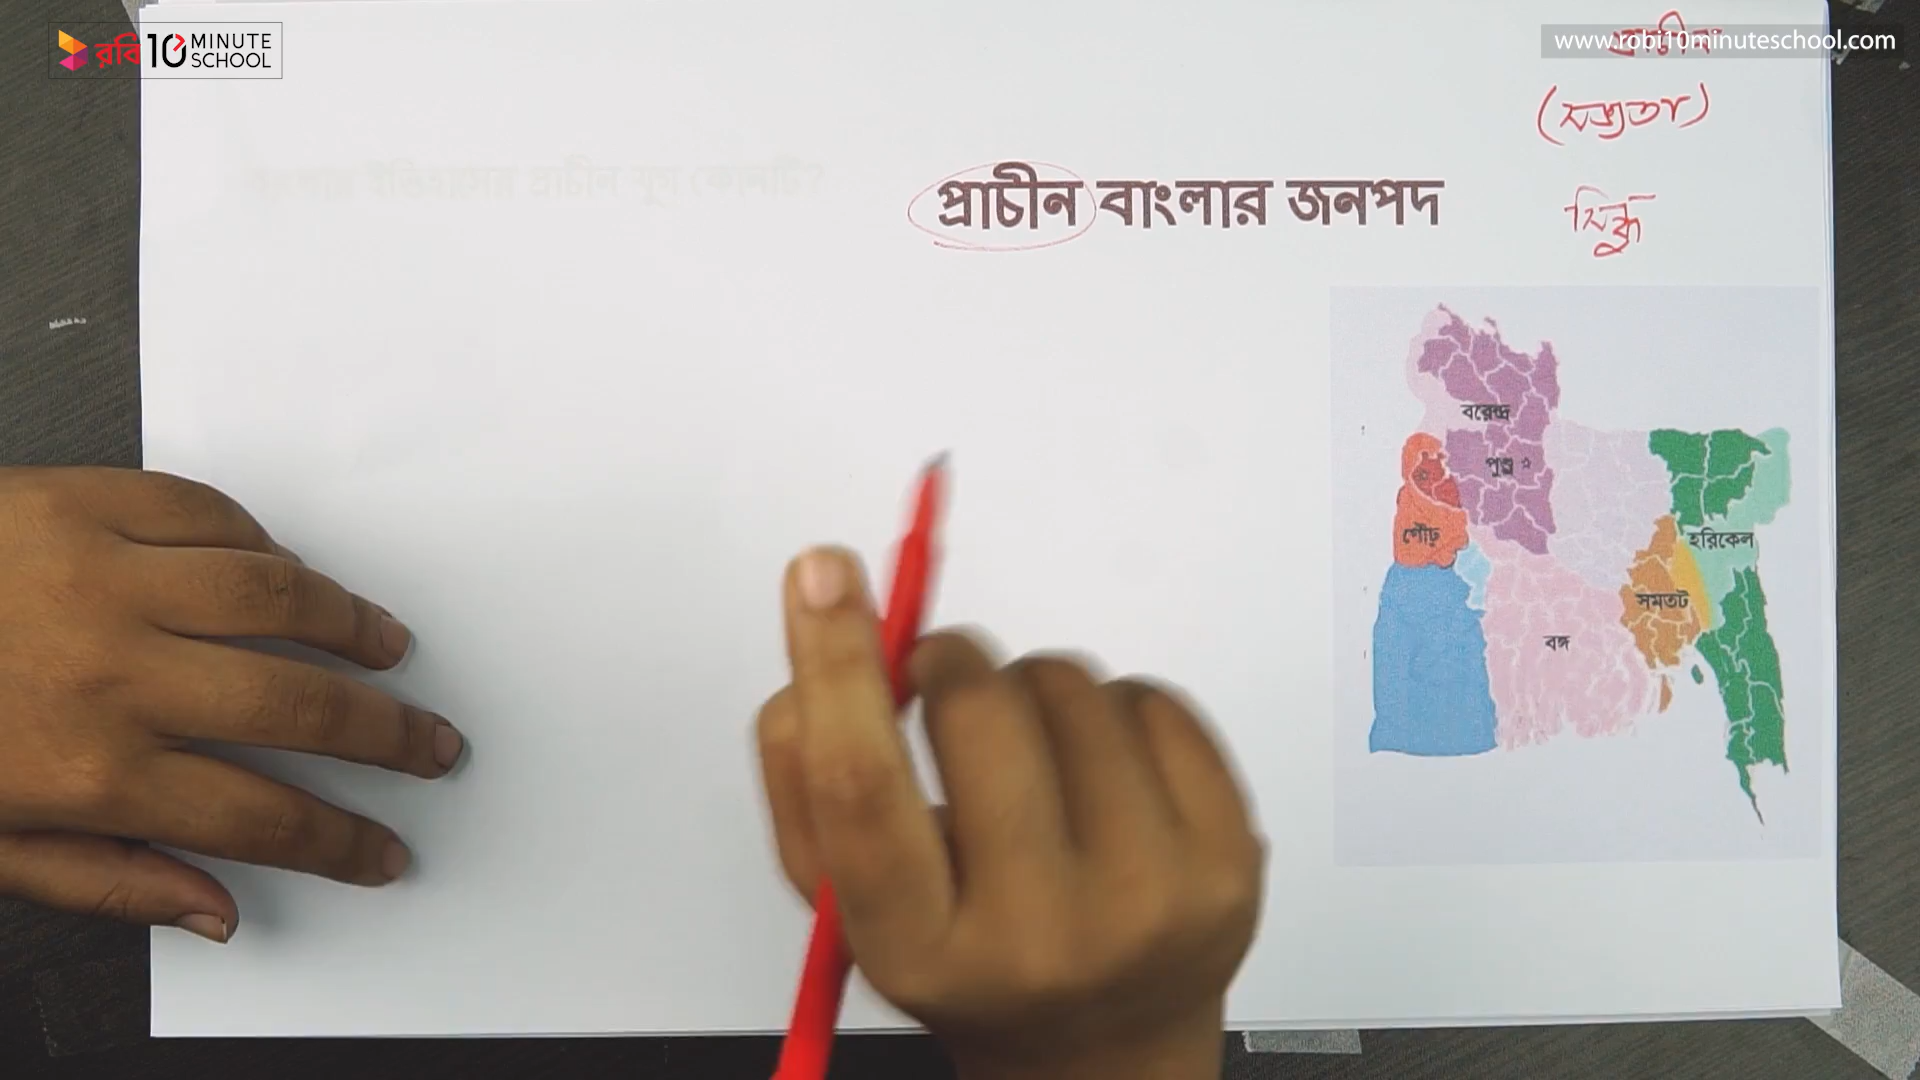 রবি 10 MINUTE SCHOOL
www.robi10minuteschool.com
প্রাচীন
(সভ্যতা)
প্রাচীন বাংলার জনপদ
সিন্ধু
বরেন্দ্র
পুণ্ড্র
গৌড়
হরিকেল
সমতট
বঙ্গ